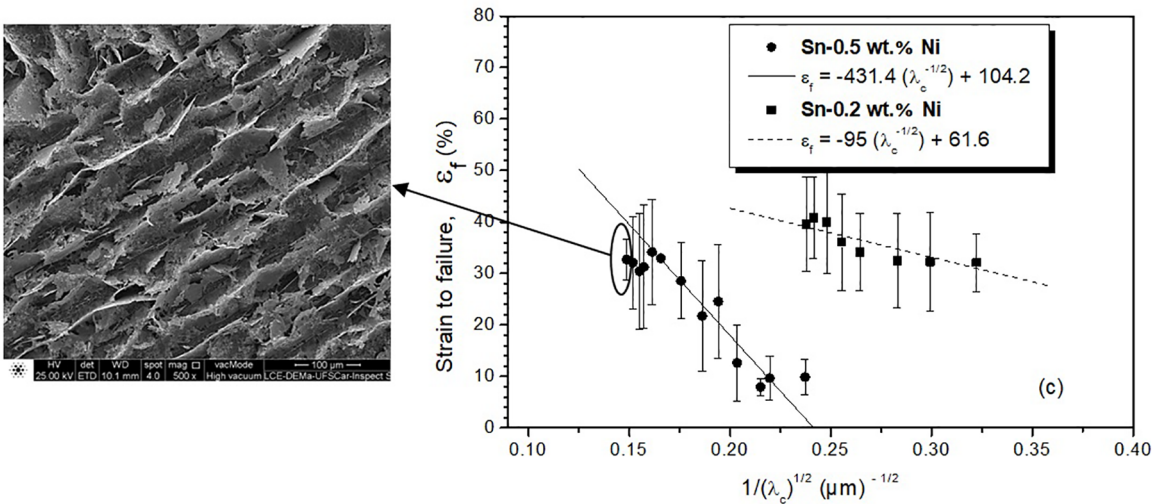 80
70
60
50
40
30
20
10
0
Strain to failure, εf (%)
Sn-0.5 wt.% Ni
εf = -431.4 (λc-1/2) + 104.2
Sn-0.2 wt.% Ni
εf = -95 (λc-1/2) + 61.6
(c)
0.10 0.15 0.20 0.25 0.30 0.35 0.40
1/(λc)1/2 (µm) -1/2
HV det WD spot mag vacMode 100 µm
25.00 kV ETD 10.1 mm 4.0 500 x High vacuum LCE-DEMa-UFSCar-Inspect S